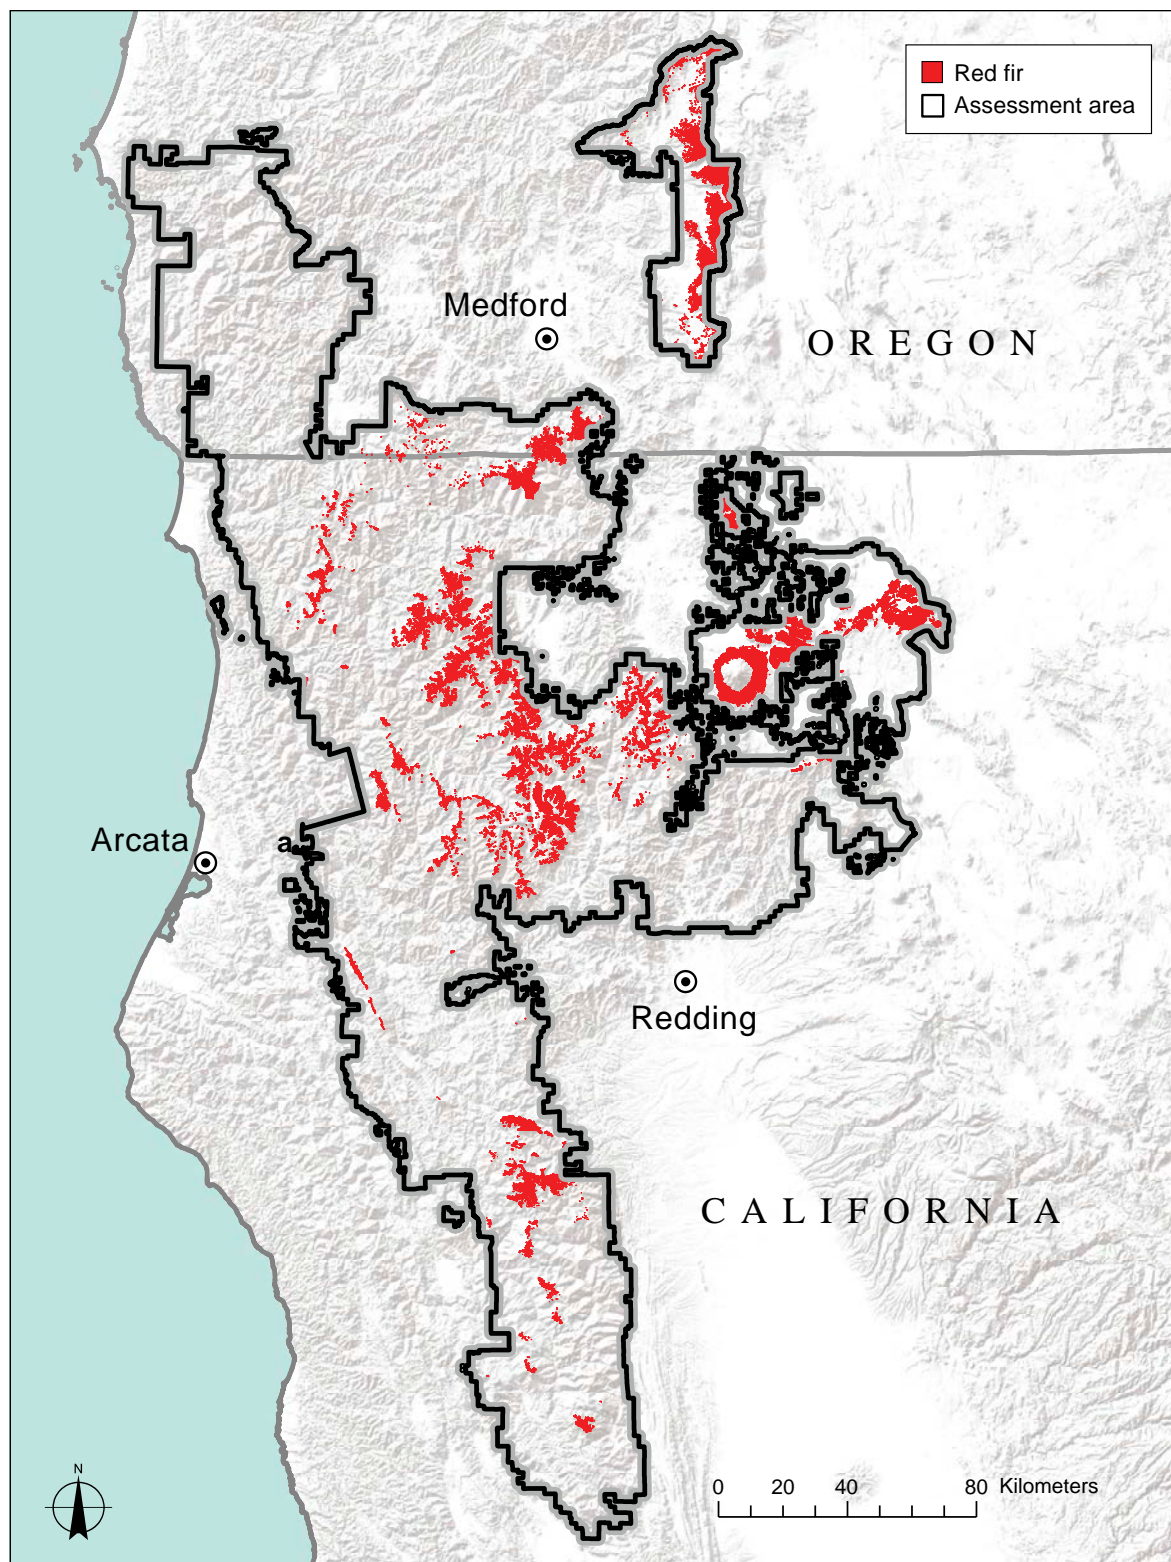 Red fir
Assessment area
Medford
OREGON
Arcata
a
Redding
CALIFORNIA
N
0 20 40 80 Kilometers